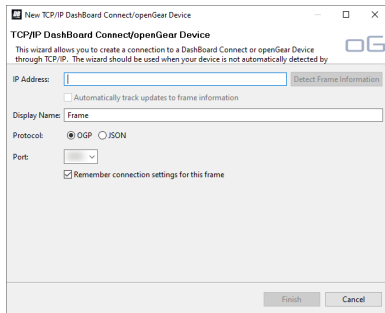 New TCP/IP DashBoard Connect/openGear Device
TCP/IP DashBoard Connect/openGear Device
This wizard allows you to create a connection to a DashBoard Connect or openGear Device
through TCP/IP. The wizard should be used when your device is not automatically detected by
oG
IP Address:
Detect Frame Information
Automatically track updates to frame information
Display Name: Frame
Protocol: OGP JSON
Port:
Remember connection settings for this frame
Finish Cancel